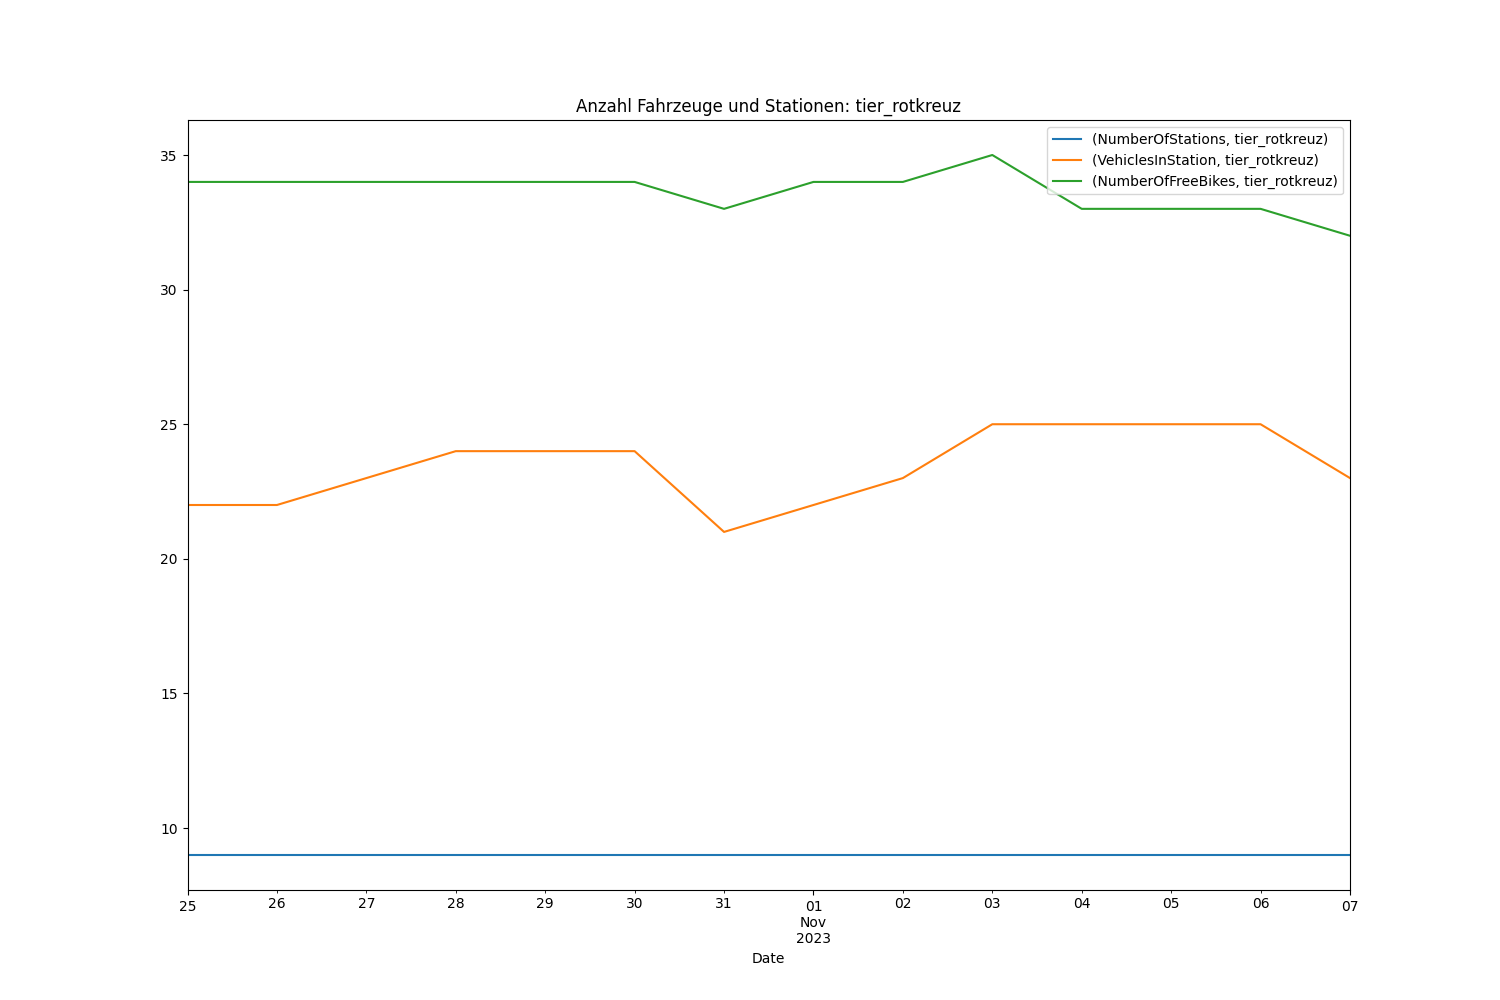 Anzahl Fahrzeuge und Stationen: tier_rotkreuz
(NumberOfStations, tier_rotkreuz)
(VehiclesInStation, tier_rotkreuz)
(NumberOfFreeBikes, tier_rotkreuz)
35
30
25
20
15
10
25 26 27 28 29 30 31 01 02 03 04 05 06 07
Nov
2023
Date